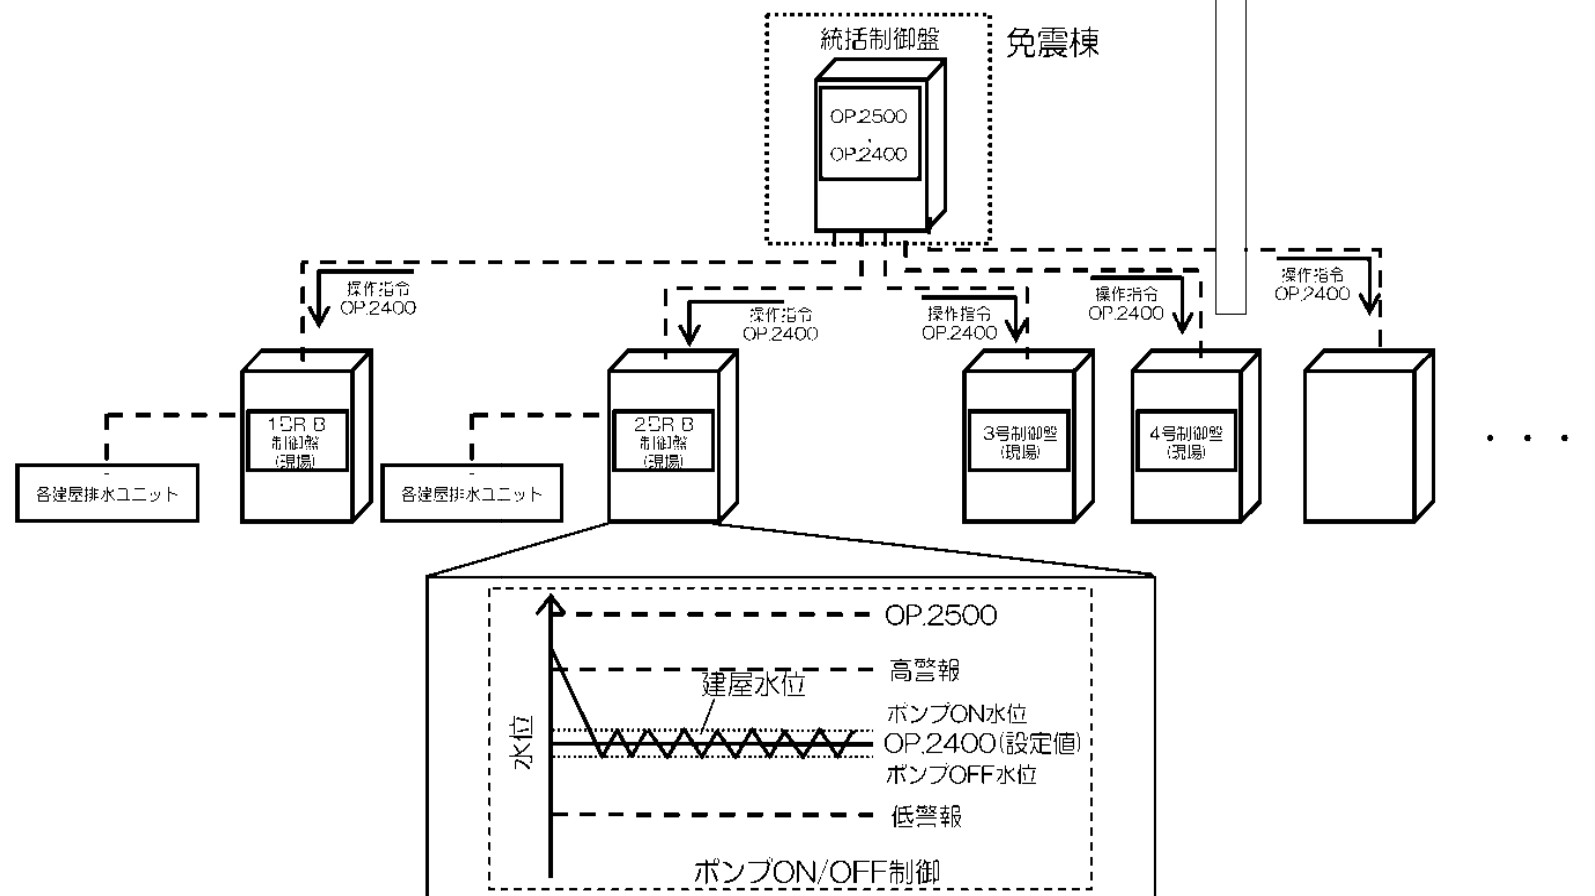 統括制御盤
免震棟
OP.2500
OP.2400
操作指令
OP.2400
操作指令
OP.2400
操作指令
OP.2400
操作指令
OP.2400
操作指令
OP.2400
制御盤
(現場)
制御盤
(現場)
3号制御盤
(現場)
4号制御盤
(現場)
・・・
各建屋排水ユニット
各建屋排水ユニット
OP.2500
高警報
建屋水位
ポンプON水位
OP.2400(設定値)
ポンプOFF水位
低警報
水位
ポンプON/OFF制御